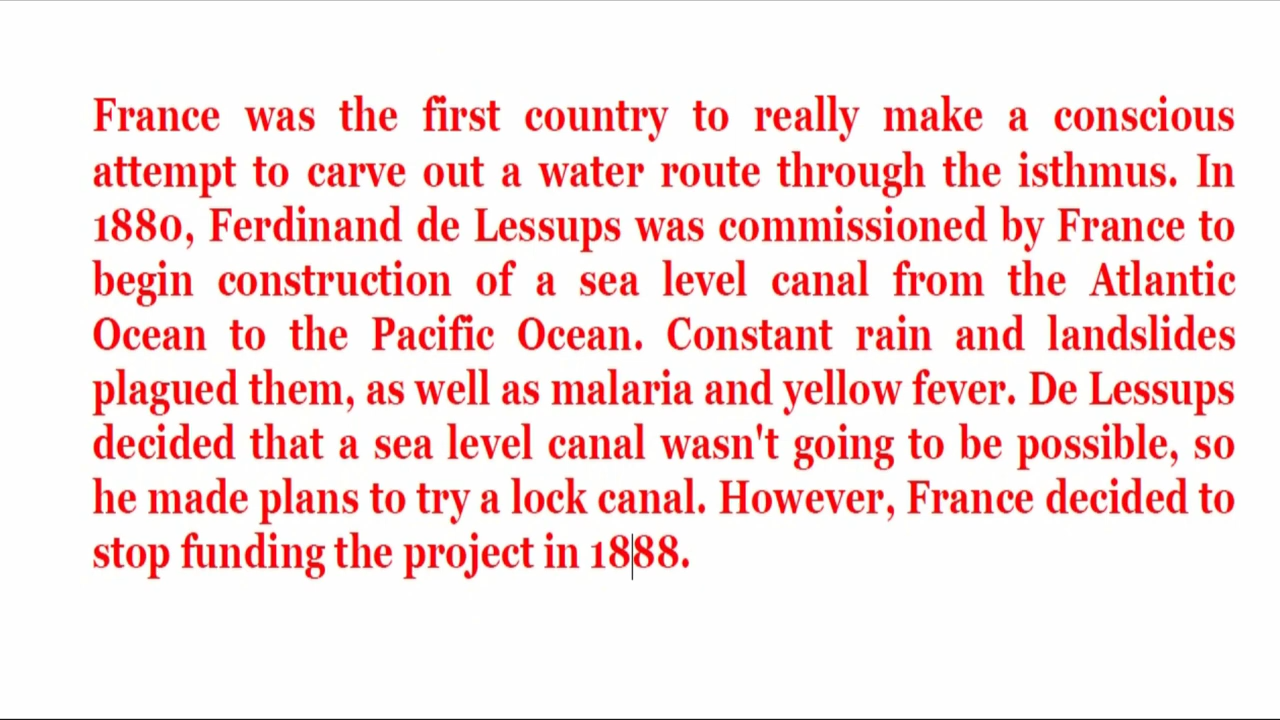 France was the first country to really make a conscious
attempt to carve out a water route through the isthmus. In
1880, Ferdinand de Lessups was commissioned by France to
begin construction of a sea level canal from the Atlantic
Ocean to the Pacific Ocean. Constant rain and landslides
plagued them, as well as malaria and yellow fever. De Lessups
decided that a sea level canal wasn't going to be possible, so
he made plans to try a lock canal. However, France decided to
stop funding the project in 1888.